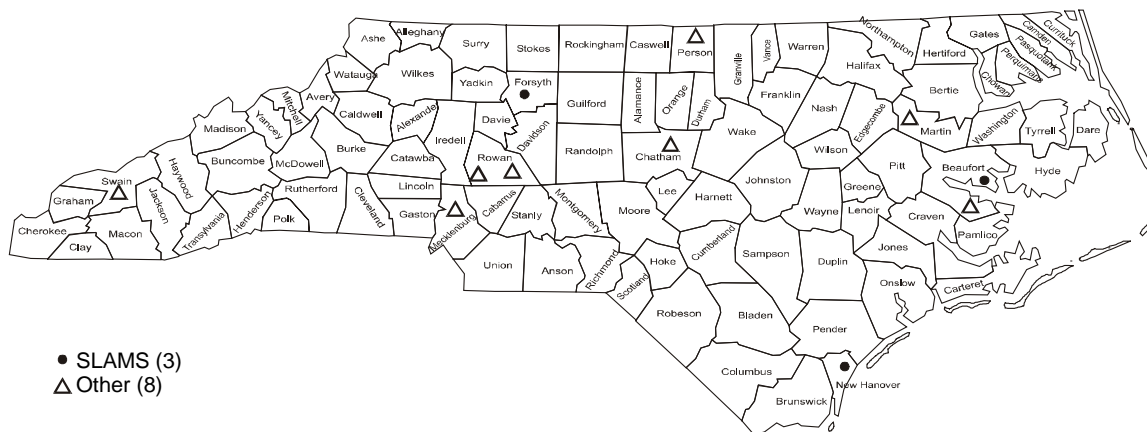 Ashe
Alleghany
Surry
Stokes
Rockingham
Caswell
Person
Granville
Vance
Warren
Northampton
Gates
Camden
Currituck
Pasquotank
Perquimans
Chowan
Hertford
Halifax
Bertie
Watauga
Wilkes
Yadkin
Forsyth
Guilford
Alamance
Orange
Durham
Franklin
Nash
Edgecombe
Martin
Washington
Tyrrell
Dare
Mitchell
Avery
Yancey
Caldwell
Alexander
Iredell
Davie
Davidson
Madison
Haywood
Buncombe
McDowell
Burke
Catawba
Rowan
Randolph
Chatham
Wake
Wilson
Pitt
Beaufort
Hyde
Swain
Graham
Jackson
Cherokee
Macon
Clay
Transylvania
Henderson
Polk
Rutherford
Cleveland
Lincoln
Gaston
Mecklenburg
Cabarrus
Stanly
Montgomery
Moore
Lee
Harnett
Johnston
Wayne
Greene
Lenoir
Craven
Pamlico
Union
Anson
Richmond
Scotland
Hoke
Cumberland
Sampson
Duplin
Jones
Onslow
Carteret
Robeson
Bladen
Pender
Columbus
Brunswick
New Hanover
SLAMS (3)
Other (8)